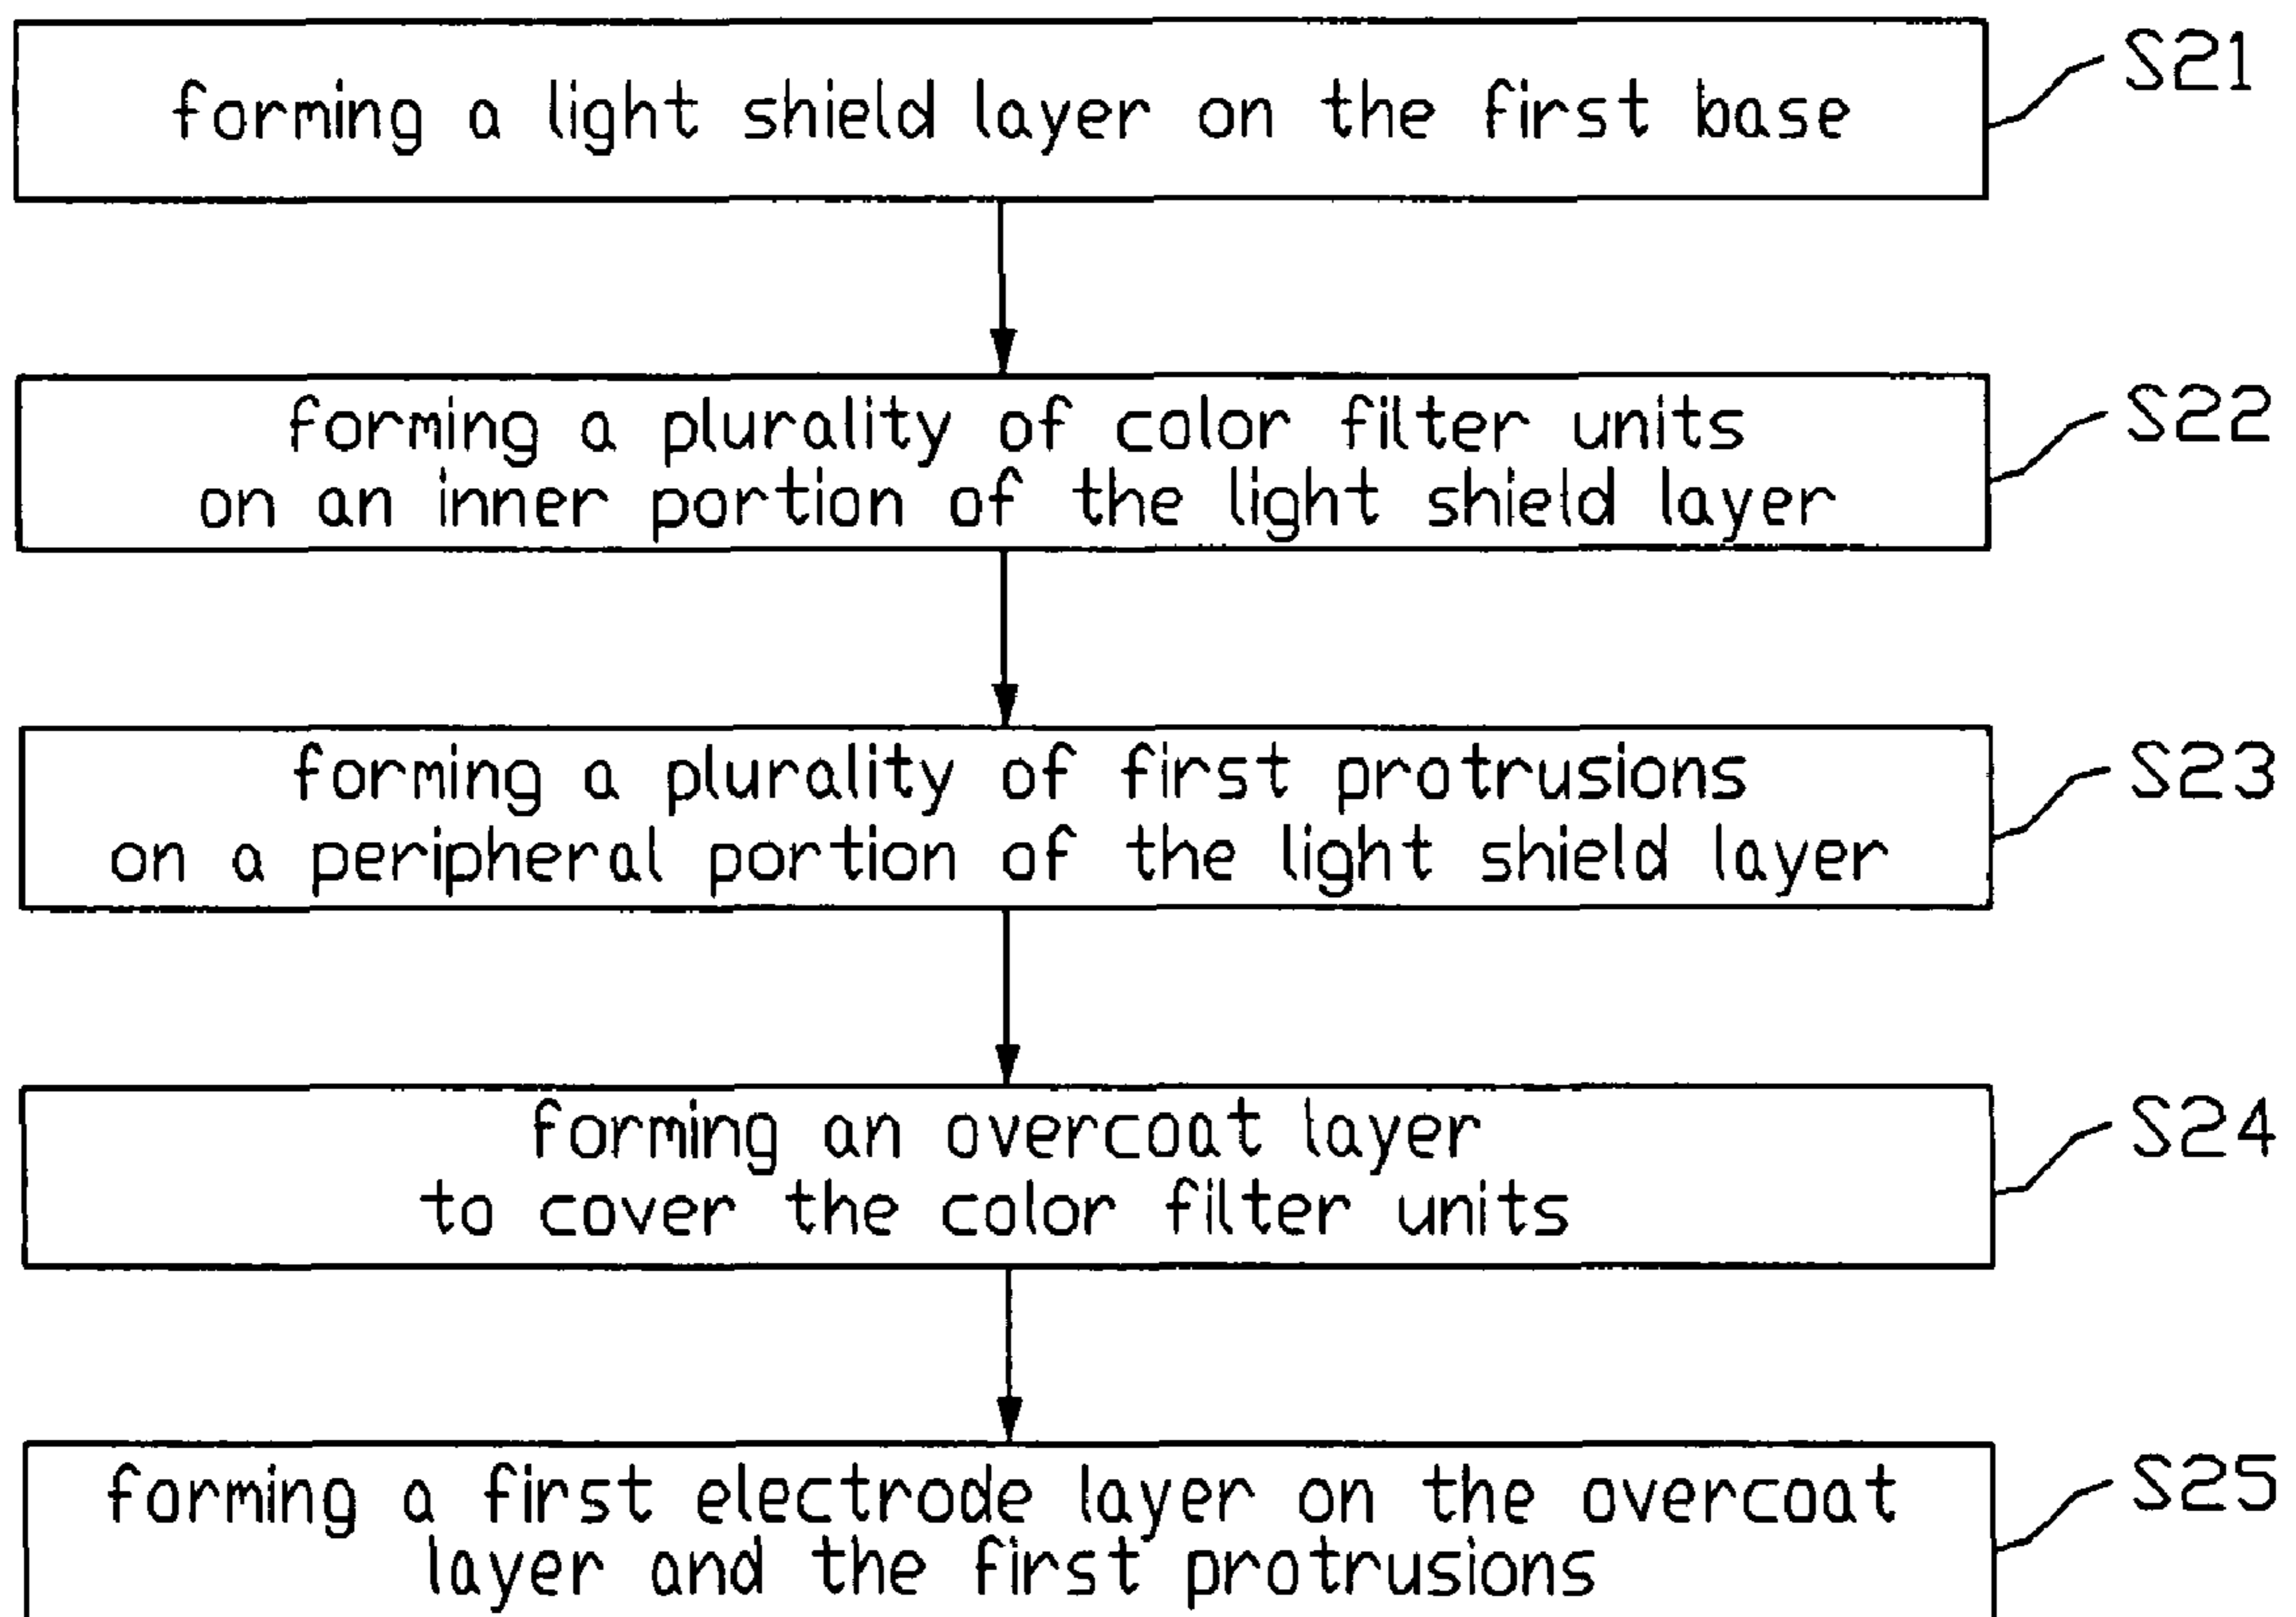 forming a light shield layer on the first base
S21
forming a plurality of color filter units
on an inner portion of the light shield layer
S22
forming a plurality of first protrusions
on a peripheral portion of the light shield layer
S23
forming an overcoat layer
to cover the color filter units
S24
forming a first electrode layer on the overcoat
layer and the first protrusions
S25